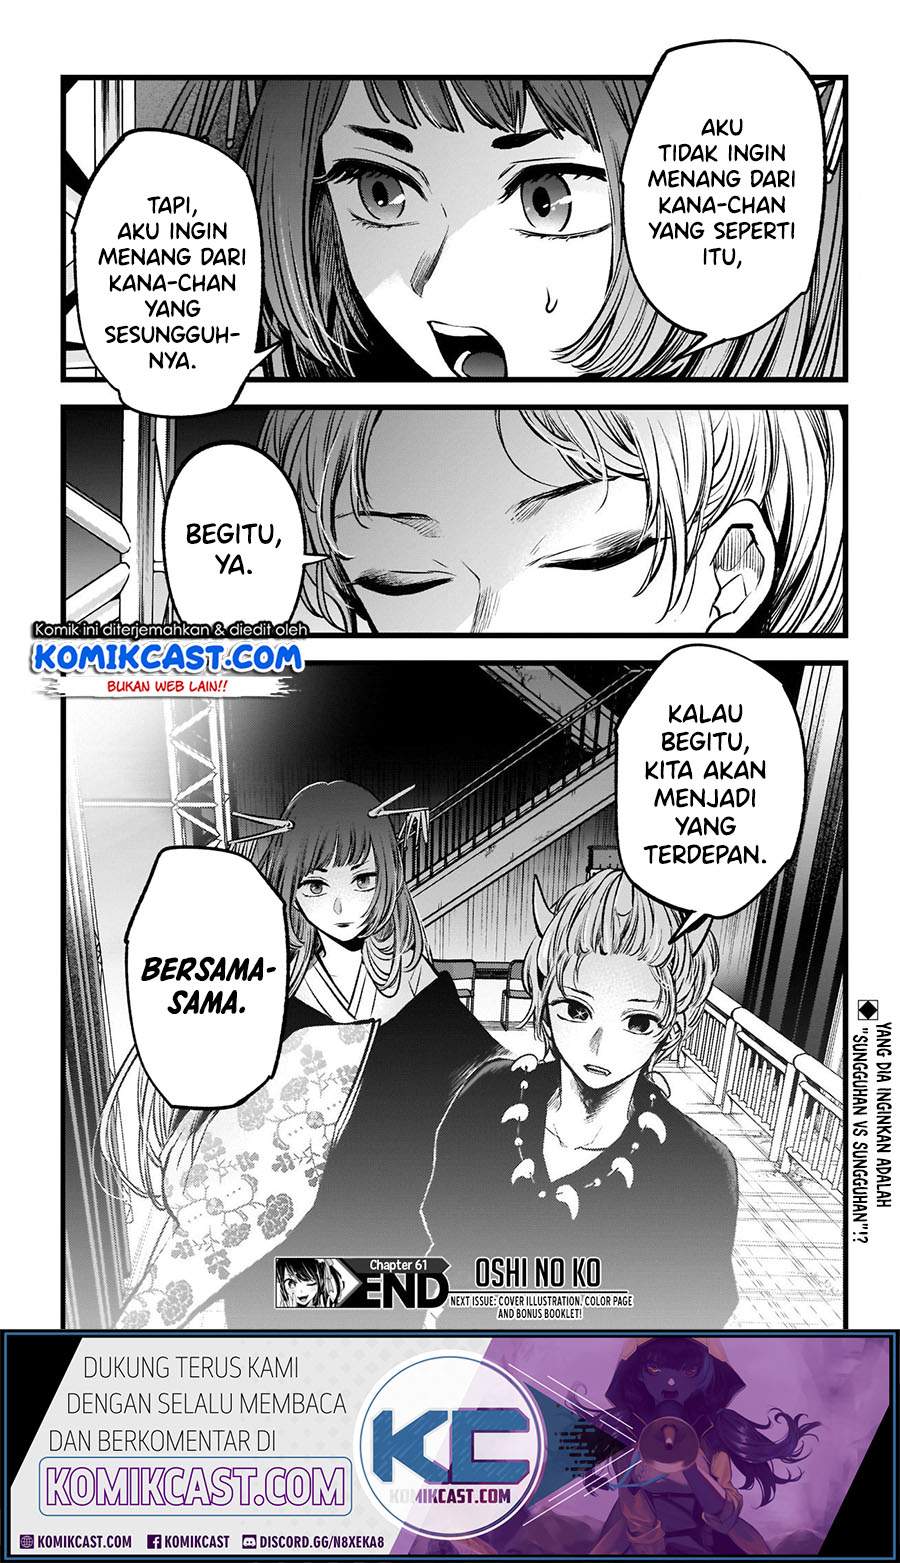 AKU
TIDAK INGIN
MENANG DARI
KANA-CHAN
YANG SEPERTI
ITU,
TAPI,
AKU INGIN
MENANG DARI
KANA-CHAN
YANG
SESUNGGUH-
NYA.
BEGITU,
YA.
Komik ini diterjemahkan & diedit oleh
KOMIKCAST.COM
BUKAN WEB LAIN!!
KALAU
BEGITU,
KITA AKAN
MENJADI
YANG
TERDEPAN.
BERSAMA-
SAMA.
YANG DIA INGINKAN ADALAH
"SUNGGUHAN VS SUNGGUHAN"!?
Chapter 61
END
OSHI NO KO
NEXT ISSUE: COVER ILLUSTRATION, COLOR PAGE
AND BONUS BOOKLET!
DUKUNG TERUS KAMI
DENGAN SELALU MEMBACA
DAN BERKOMENTAR DI
KOMIKCAST.COM
KC
KOMIKCAST.COM
KOMIKCAST.COM
KOMIKCAST
DISCORD.GG/N8XEKA8